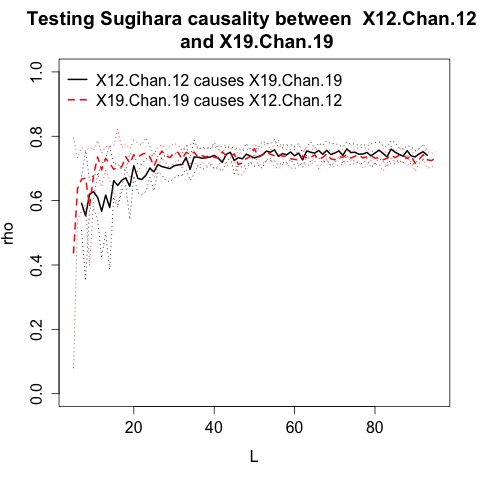 Testing Sugihara causality between  X12.Chan.12
and X19.Chan.19
X12.Chan.12 causes X19.Chan.19
X19.Chan.19 causes X12.Chan.12
1.0
0.8
0.6
0.4
0.2
0.0
rho
20 40 60 80
L